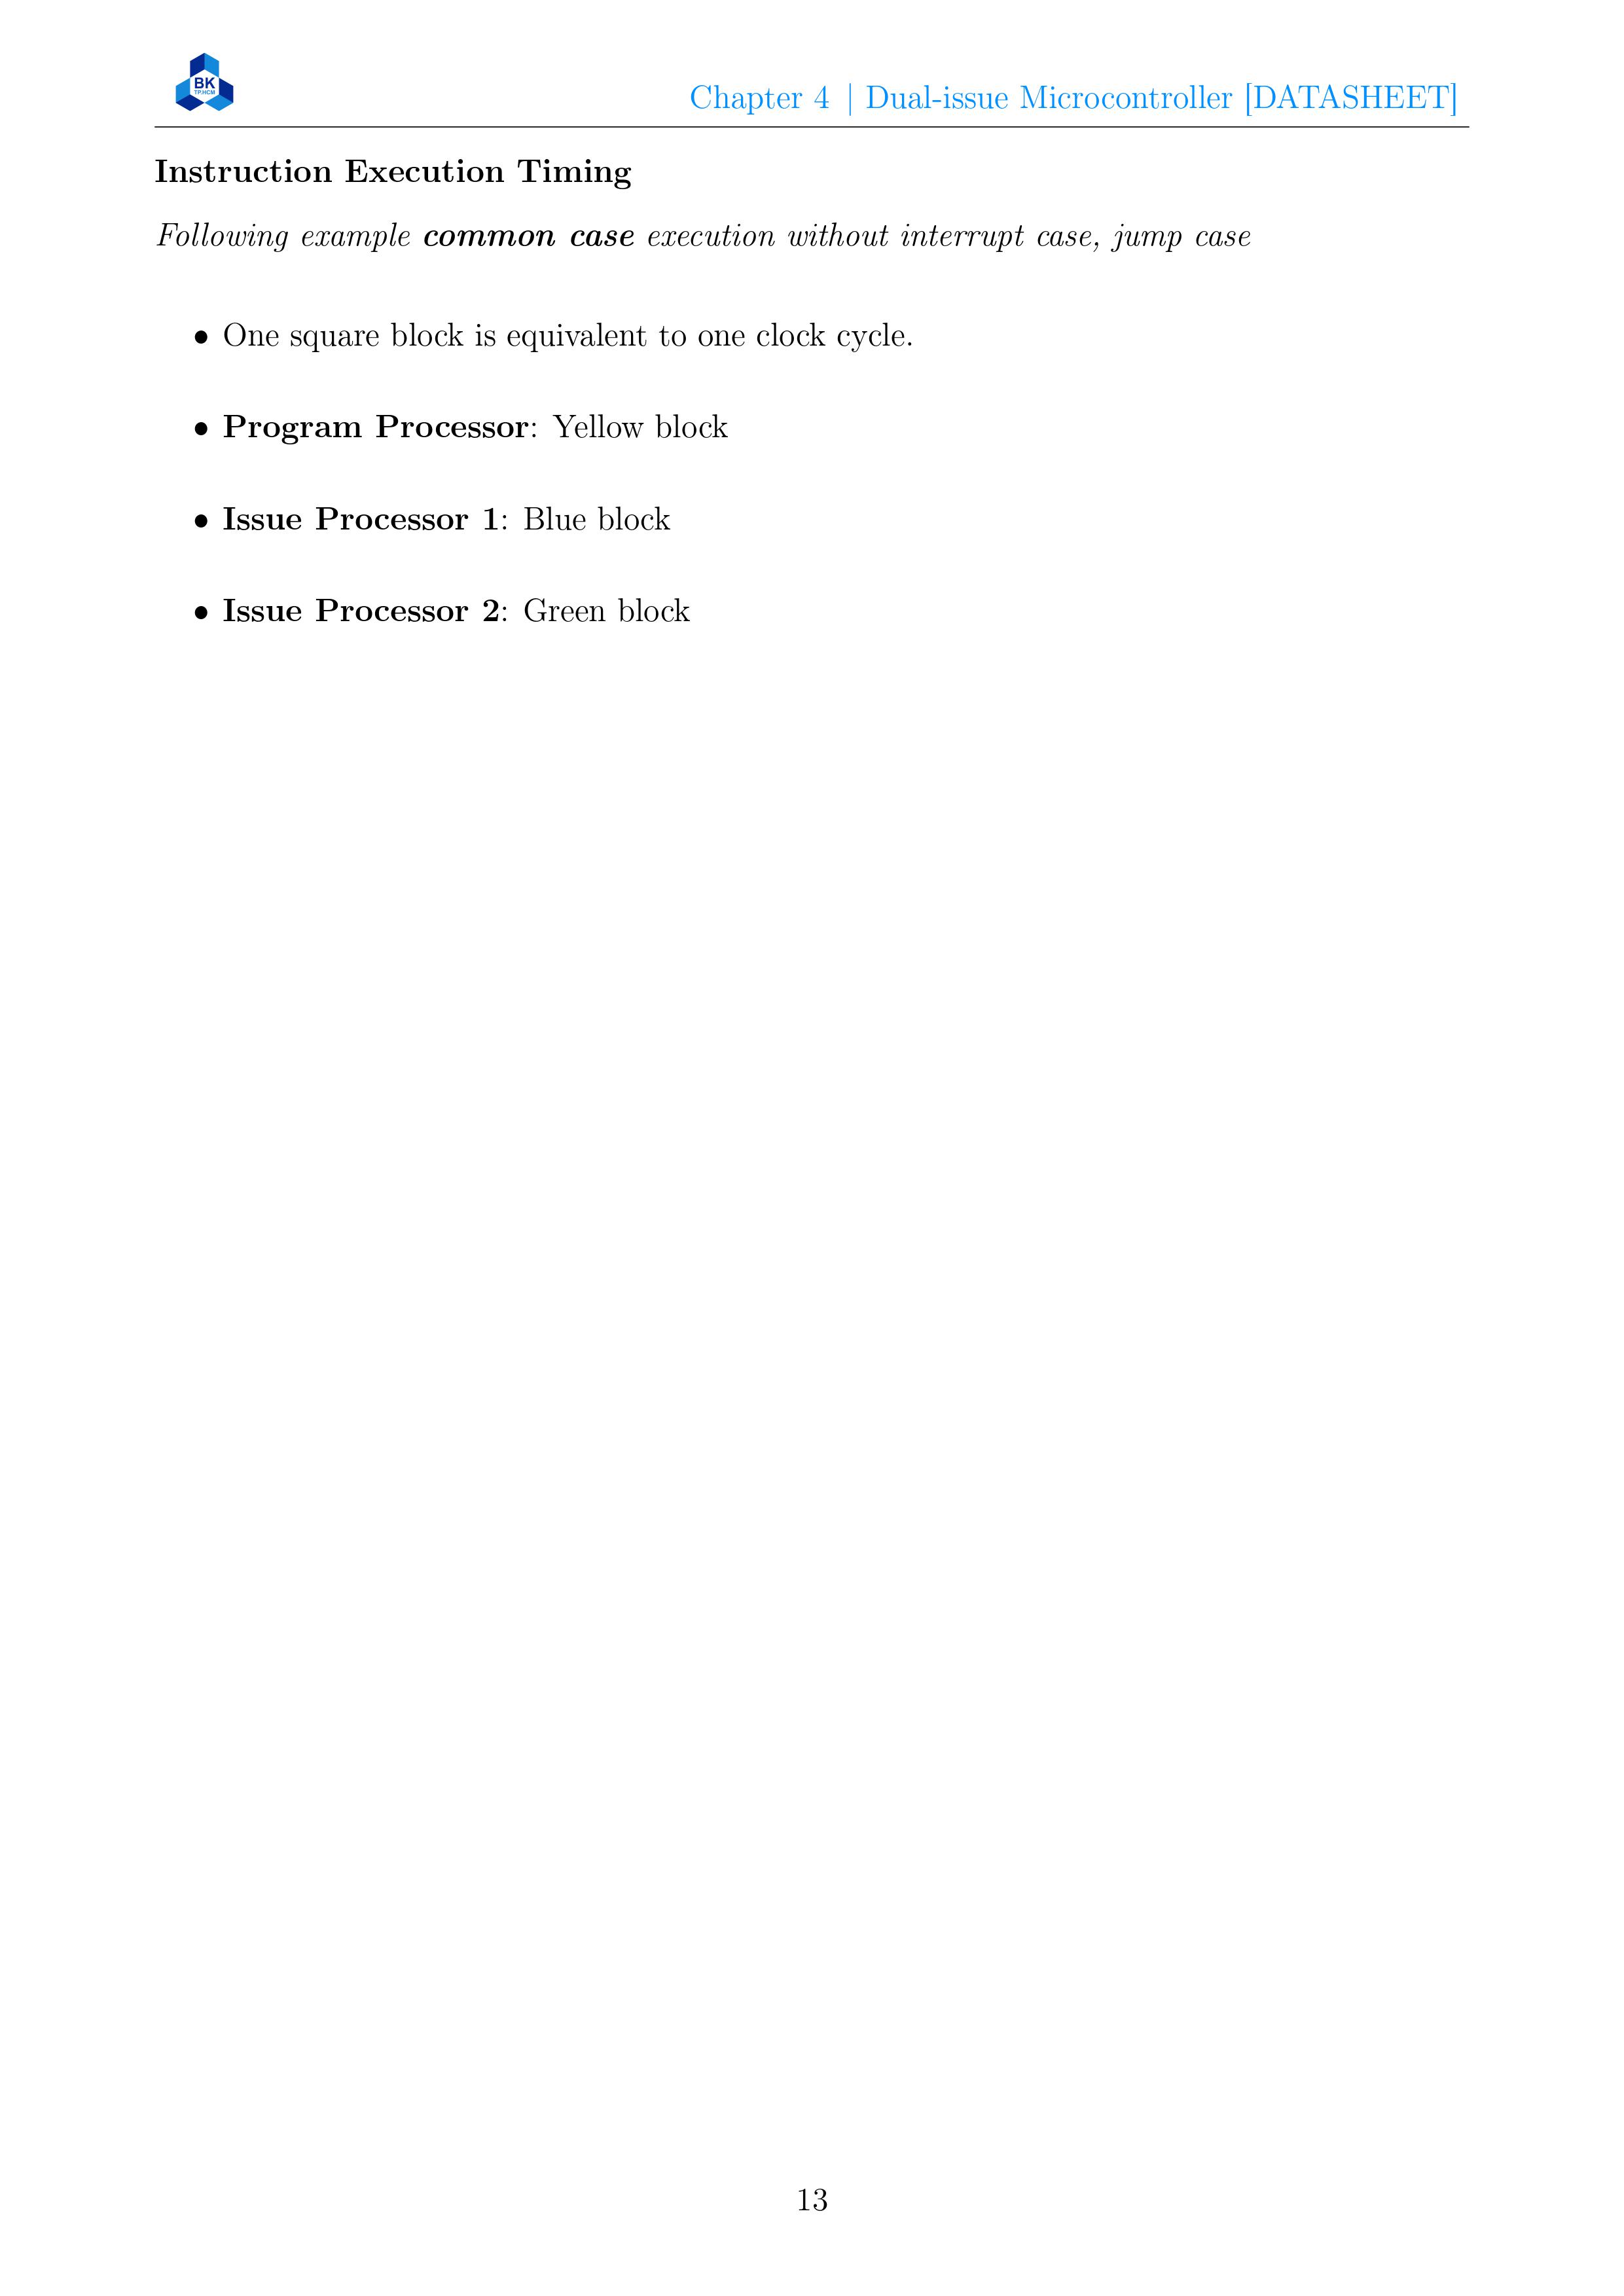 BK
TP.HCM
Chapter 4 | Dual-issue Microcontroller [DATASHEET]
Instruction Execution Timing
Following example common case execution without interrupt case, jump case
• One square block is equivalent to one clock cycle.
• Program Processor: Yellow block
• Issue Processor 1: Blue block
• Issue Processor 2: Green block
13